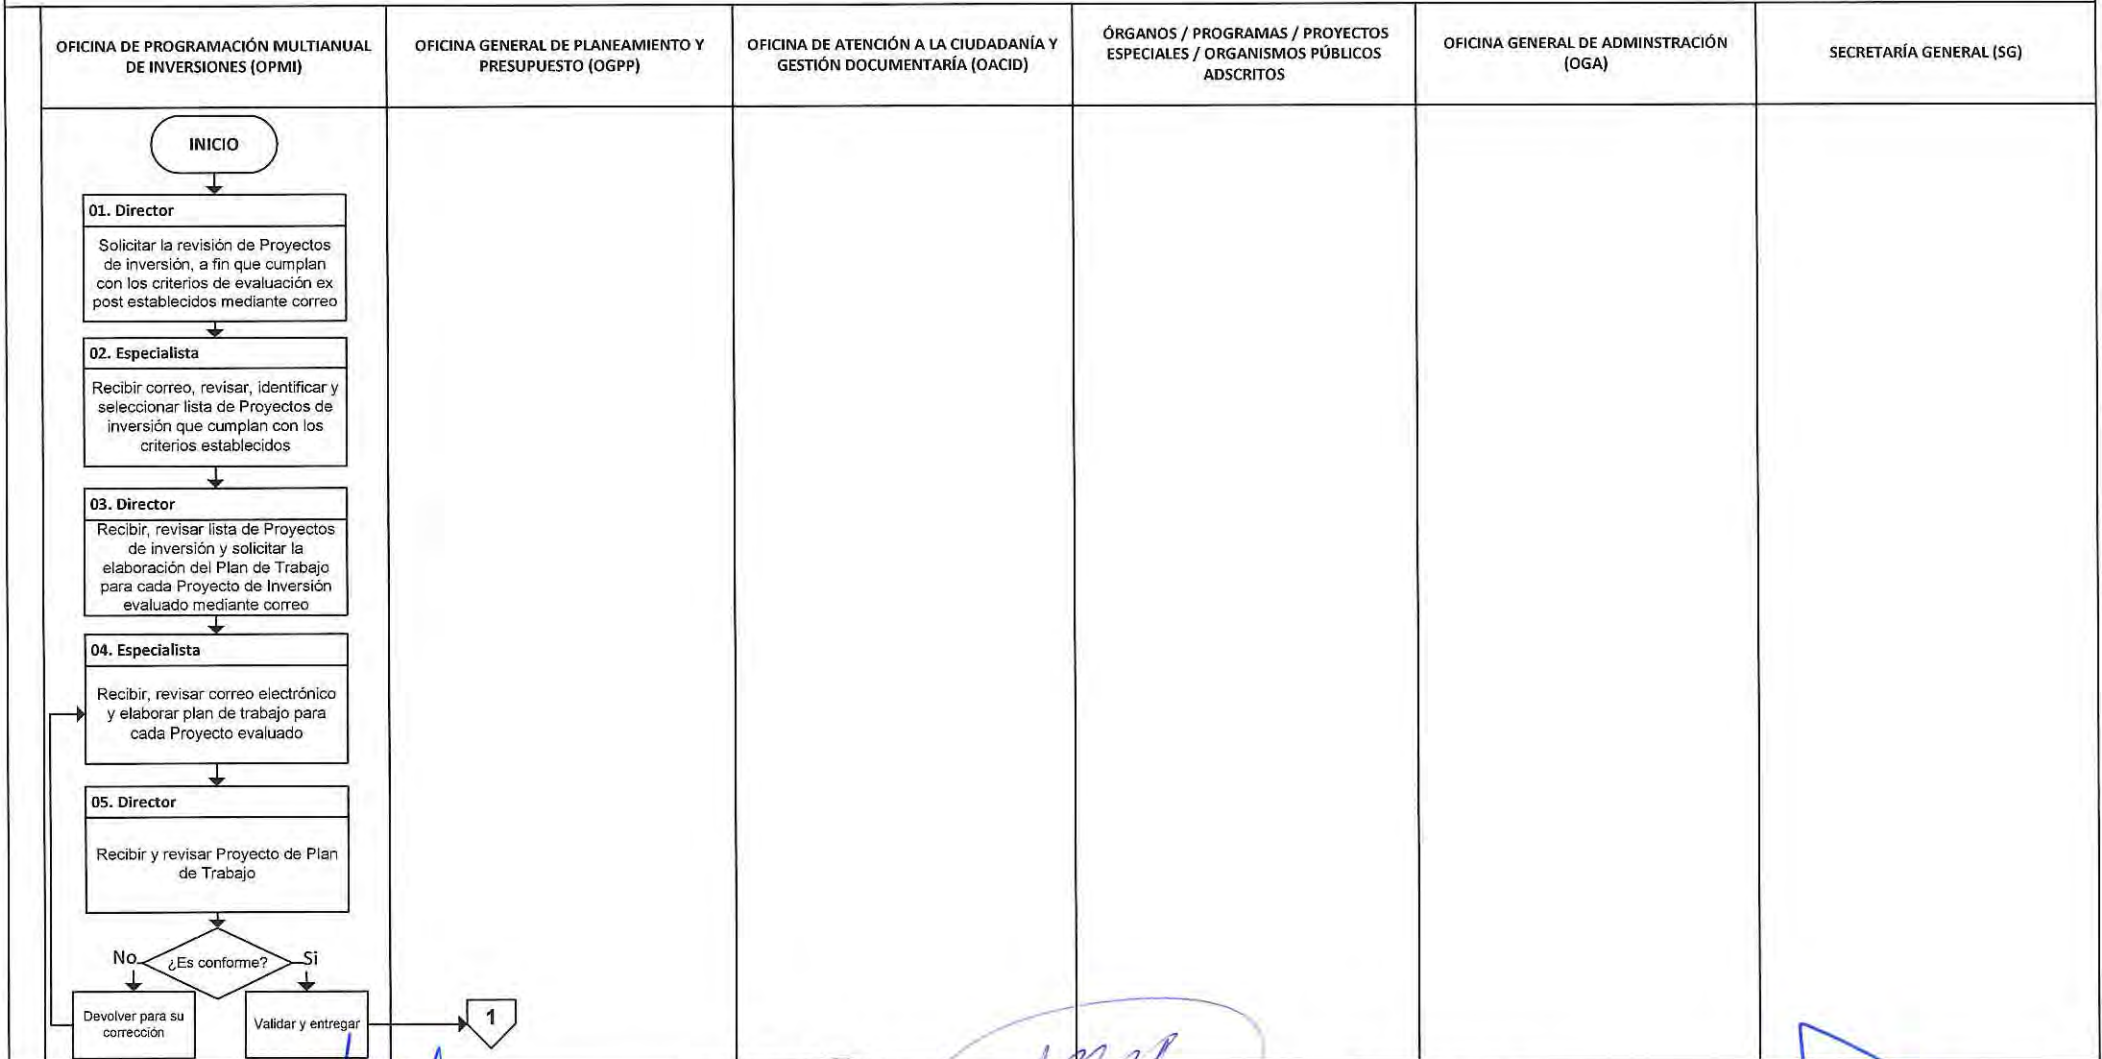 OFICINA DE PROGRAMACIÓN MULTIANUAL
DE INVERSIONES (OPMI)
OFICINA GENERAL DE PLANEAMIENTO Y
PRESUPUESTO (OGPP)
OFICINA DE ATENCIÓN A LA CIUDADANÍA Y
GESTIÓN DOCUMENTARÍA (OACID)
ÓRGANOS / PROGRAMAS / PROYECTOS
ESPECIALES / ORGANISMOS PÚBLICOS
ADSCRITOS
OFICINA GENERAL DE ADMINSTRACIÓN
(OGA)
SECRETARÍA GENERAL (SG)
INICIO
01. Director
Solicitar la revisión de Proyectos
de inversión, a fin que cumplan
con los criterios de evaluación ex
post establecidos mediante correo
02. Especialista
Recibir correo, revisar, identificar y
seleccionar lista de Proyectos de
inversión que cumplan con los
criterios establecidos
03. Director
Recibir, revisar lista de Proyectos
de inversión y solicitar la
elaboración del Plan de Trabajo
para cada Proyecto de Inversión
evaluado mediante correo
04. Especialista
Recibir, revisar correo electrónico
y elaborar plan de trabajo para
cada Proyecto evaluado
05. Director
Recibir y revisar Proyecto de Plan
de Trabajo
No
¿Es conforme?
Si
Devolver para su
corrección
Validar y entregar
1